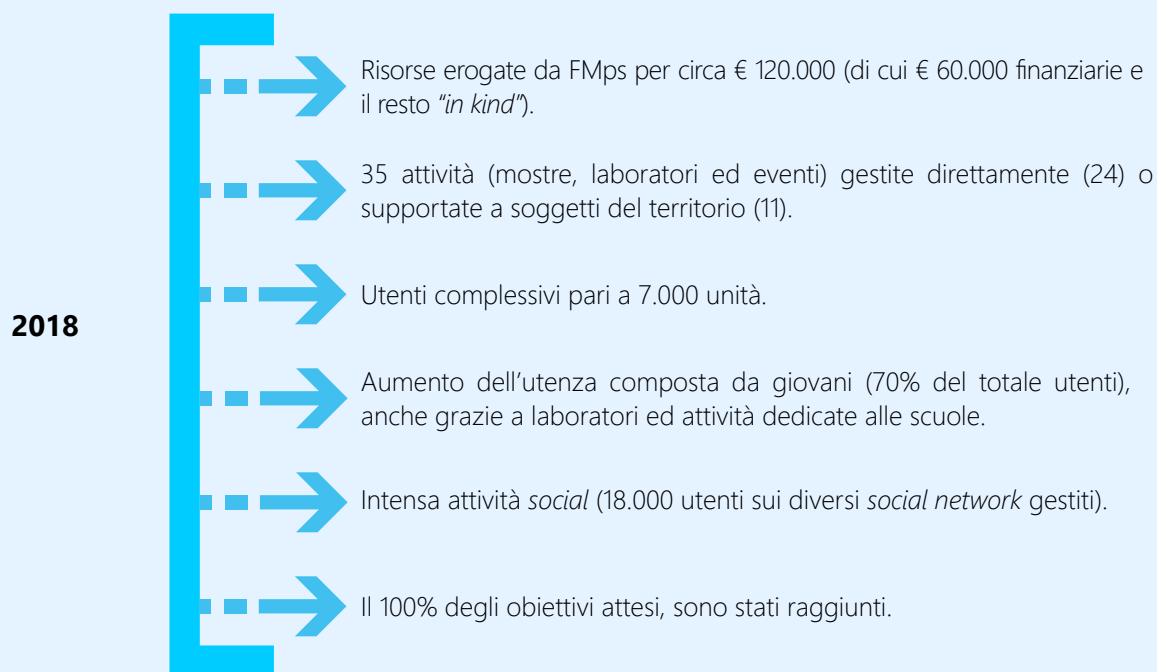 2018
Risorse erogate da FMps per circa € 120.000 (di cui € 60.000 finanziarie e
il resto “in kind”).
35 attività (mostre, laboratori ed eventi) gestite direttamente (24) o
supportate a soggetti del territorio (11).
Utenti complessivi pari a 7.000 unità.
Aumento dell’utenza composta da giovani (70% del totale utenti),
anche grazie a laboratori ed attività dedicate alle scuole.
Intensa attività social (18.000 utenti sui diversi social network gestiti).
Il 100% degli obiettivi attesi, sono stati raggiunti.